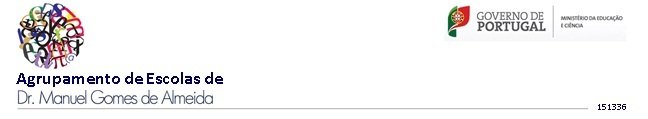 GOVERNO DE
PORTUGAL
MINISTÉRIO DA EDUCAÇÃO
E CIÊNCIA
Agrupamento de Escolas de
Dr. Manuel Gomes de Almeida
151336